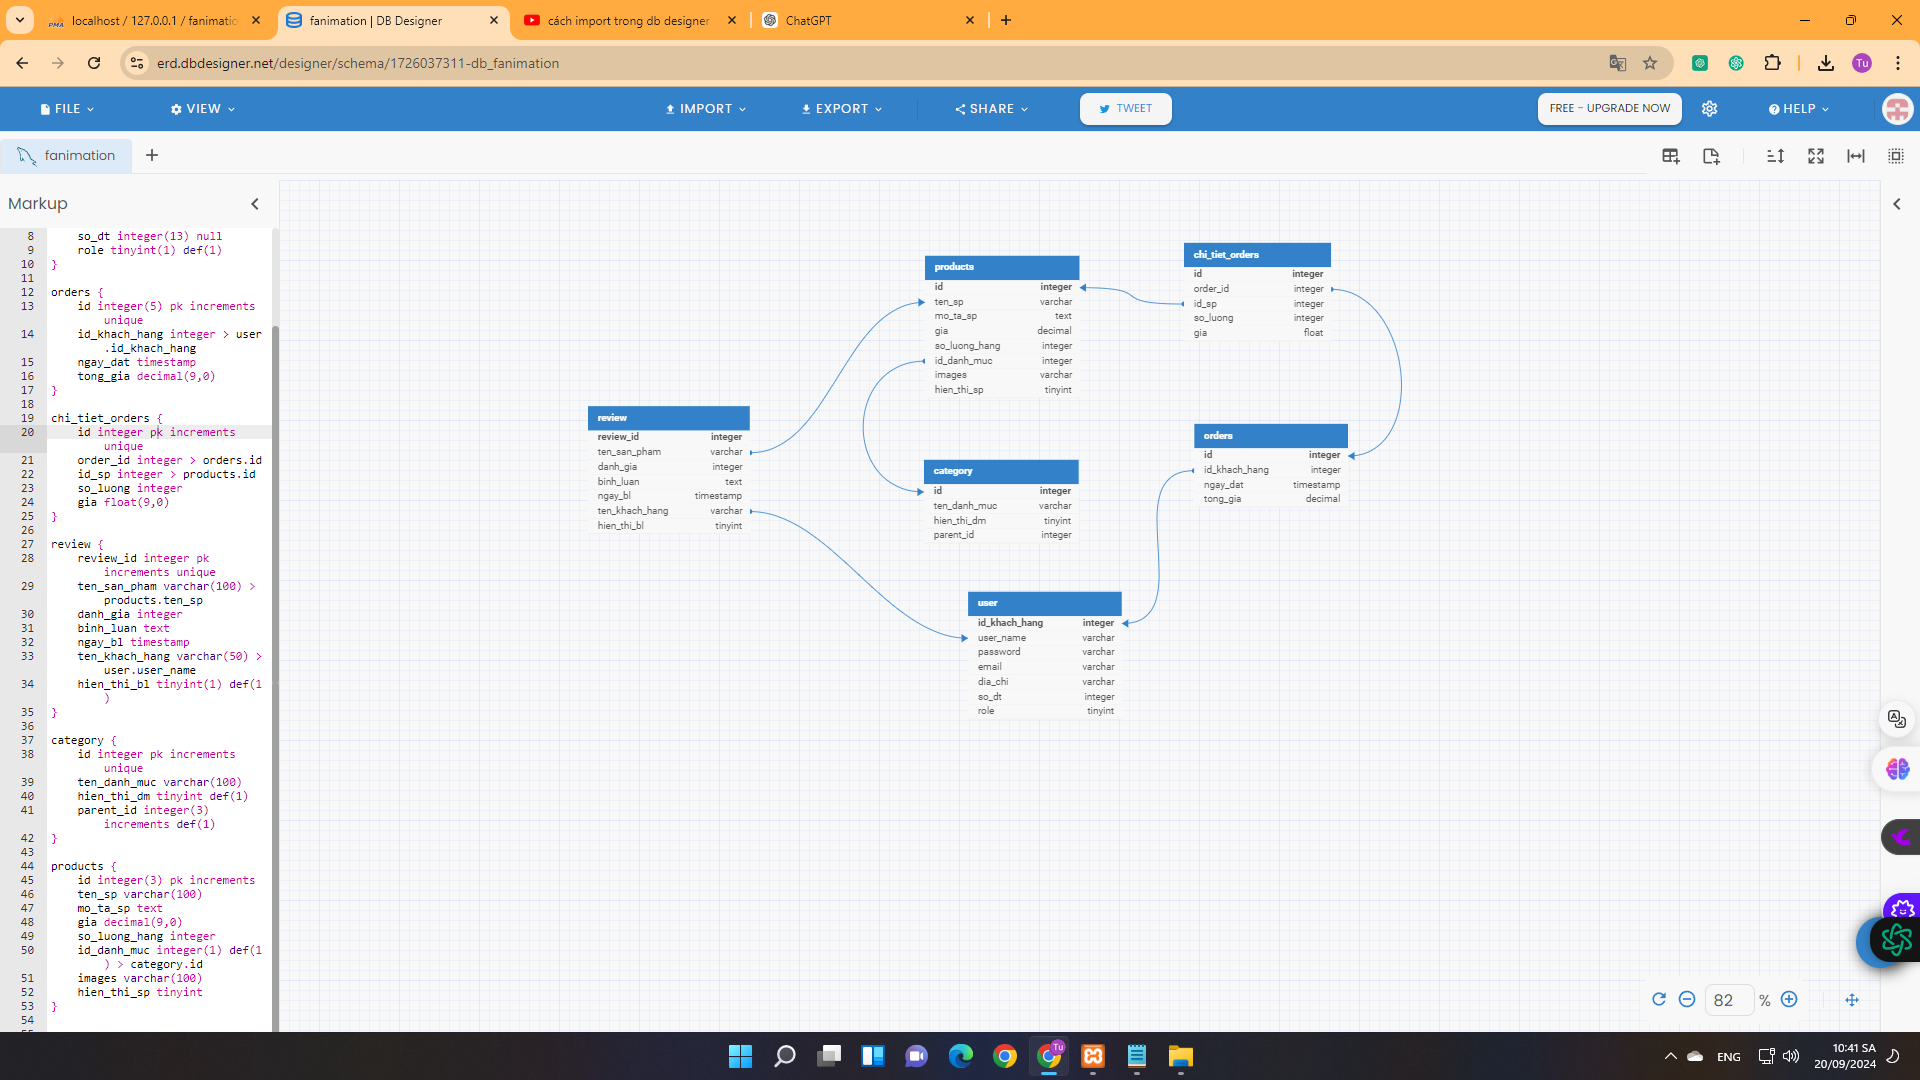 localhost / 127.0.0.1 / fanimatio
fanimation | DB Designer
cách import trong db designer
ChatGPT
erd.dbdesigner.net/designer/schema/1726037311-db_fanimation
Tu
FILE
VIEW
IMPORT
EXPORT
SHARE
TWEET
FREE - UPGRADE NOW
HELP
fanimation
Markup
8 so_dt integer(13) null
9 role tinyint(1) def(1)
10 }
11
12 orders {
13 id integer(5) pk increments
unique
14 id_khach_hang integer > user
.id_khach_hang
15 ngay_dat timestamp
16 tong_gia decimal(9,0)
17 }
18
19 chi_tiet_orders {
20 id integer pk increments
unique
21 order_id integer > orders.id
22 id_sp integer > products.id
23 so_luong integer
24 gia float(9,0)
25 }
26
27 review {
28 review_id integer pk
increments unique
29 ten_san_pham varchar(100) >
products.ten_sp
30 danh_gia integer
31 binh_luan text
32 ngay_bl timestamp
33 ten_khach_hang varchar(50) >
user.user_name
34 hien_thi_bl tinyint(1) def(1
)
35 }
36
37 category {
38 id integer pk increments
unique
39 ten_danh_muc varchar(100)
40 hien_thi_dm tinyint def(1)
41 parent_id integer(3)
increments def(1)
42 }
43
44 products {
45 id integer(3) pk increments
46 ten_sp varchar(100)
47 mo_ta_sp text
48 gia decimal(9,0)
49 so_luong_hang integer
50 id_danh_muc integer(1) def(1
) > category.id
51 images varchar(100)
52 hien_thi_sp tinyint
53 }
54
review
review_id integer
ten_san_pham varchar
danh_gia integer
binh_luan text
ngay_bl timestamp
ten_khach_hang varchar
hien_thi_bl tinyint
products
id integer
ten_sp varchar
mo_ta_sp text
gia decimal
so_luong_hang integer
id_danh_muc integer
images varchar
hien_thi_sp tinyint
category
id integer
ten_danh_muc varchar
hien_thi_dm tinyint
parent_id integer
user
id_khach_hang integer
user_name varchar
password varchar
email varchar
dia_chi varchar
so_dt integer
role tinyint
chi_tiet_orders
id integer
order_id integer
id_sp integer
so_luong integer
gia float
orders
id integer
id_khach_hang integer
ngay_dat timestamp
tong_gia decimal
82 %
Tu
ENG
10:41 SA
20/09/2024